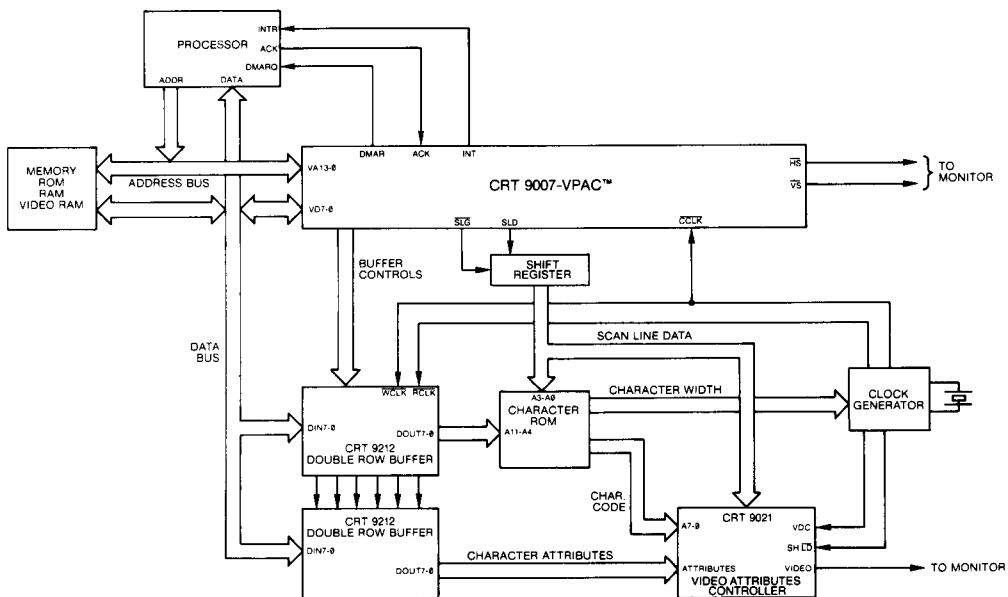 INTR
PROCESSOR
ACK
DMARQ
ADDR
DATA
MEMORY
ROM
RAM
VIDEO RAM
ADDRESS BUS
DMAR
ACK
INT
VA13-0
CRT 9007-VPAC™
HS
VS
TO
MONITOR
VD7-0
SLG
SLD
CCLK
BUFFER
CONTROLS
SHIFT
REGISTER
DATA
BUS
SCAN LINE DATA
WCLK
RCLK
A3-A0
CHARACTER
ROM
A11-A4
CHARACTER WIDTH
CLOCK
GENERATOR
DIN7-0
DOUT7-0
CRT 9212
DOUBLE ROW BUFFER
CRT 9212
DOUBLE ROW BUFFER
DIN7-0
DOUT7-0
CHAR.
CODE
CRT 9021
A7-0
VDC
SH LD
CHARACTER ATTRIBUTES
ATTRIBUTES
VIDEO
VIDEO ATTRIBUTES
CONTROLLER
TO MONITOR